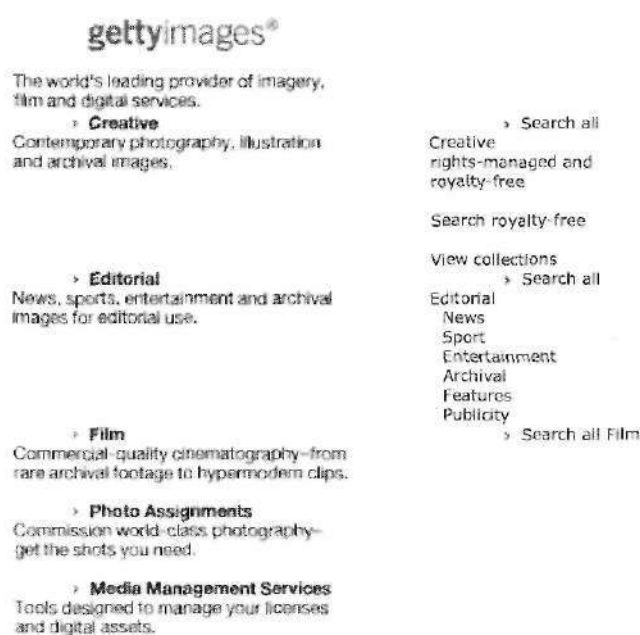 gettyimages®
The world's leading provider of imagery,
film and digital services.
› Creative
Contemporary photography, illustration
and archival images.
› Search all
Creative
rights-managed and
royalty-free
Search royalty-free
View collections
› Editorial
News, sports, entertainment and archival
images for editorial use.
› Search all
Editorial
News
Sport
Entertainment
Archival
Features
Publicity
› Film
Commercial-quality cinematography–from
rare archival footage to hypermodern clips.
› Search all Film
› Photo Assignments
Commission world-class photography–
get the shots you need.
› Media Management Services
Tools designed to manage your licenses
and digital assets.